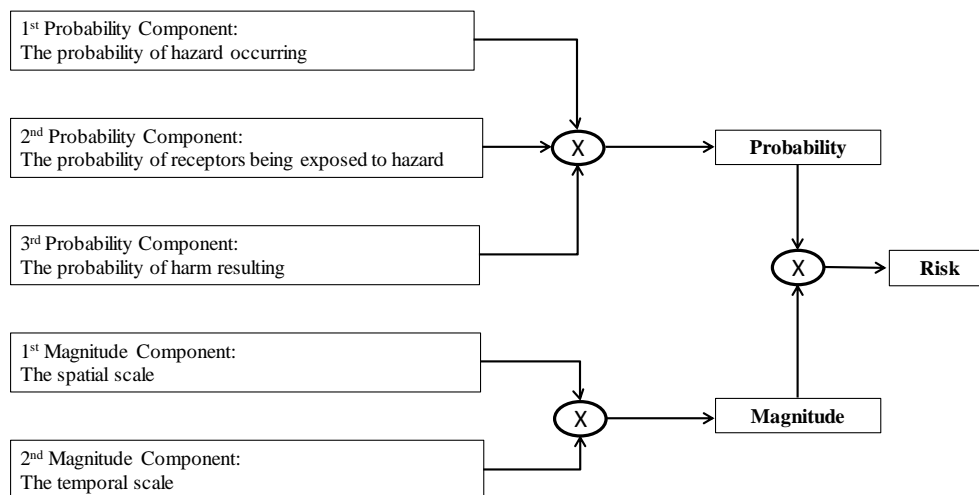 1st Probability Component:
The probability of hazard occurring
2nd Probability Component:
The probability of receptors being exposed to hazard
X
Probability
3rd Probability Component:
The probability of harm resulting
X
Risk
1st Magnitude Component:
The spatial scale
X
Magnitude
2nd Magnitude Component:
The temporal scale